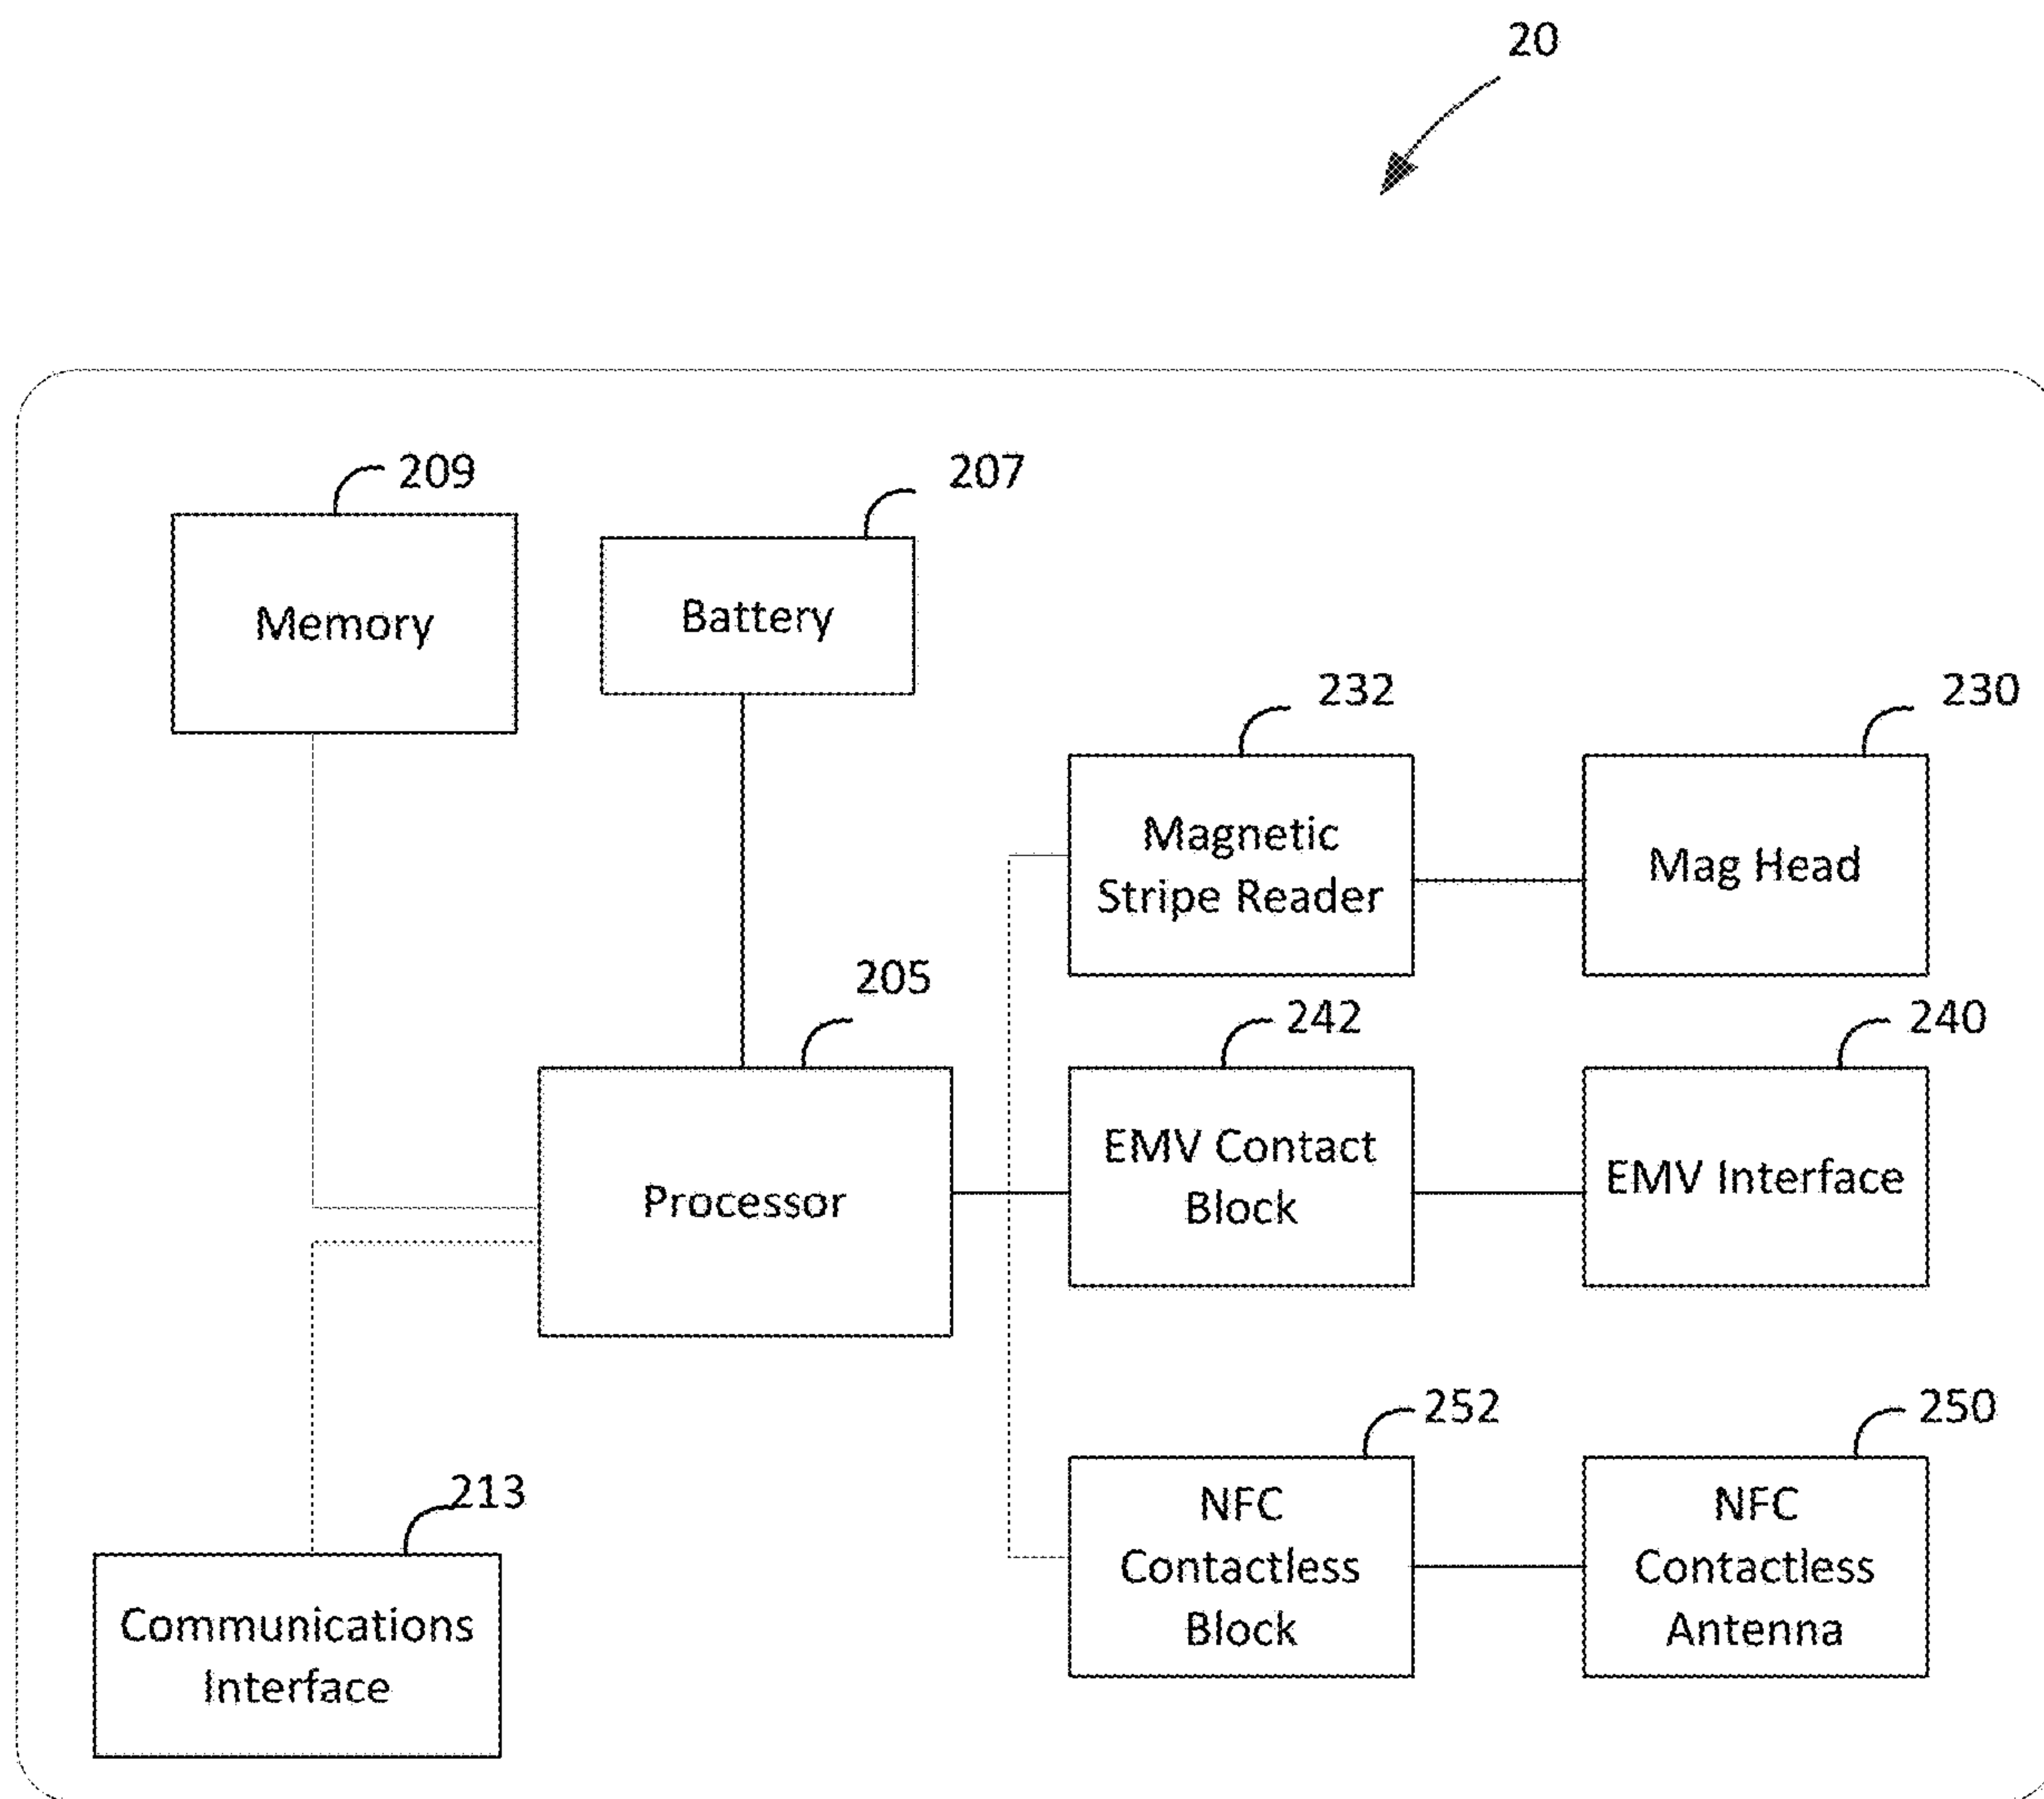 20
209
207
Memory
Battery
232
230
Magnetic
Stripe Reader
Mag Head
205
242
240
Processor
EMV Contact
Block
EMV Interface
252
250
213
NFC
Contactless
Block
NFC
Contactless
Antenna
Communications
Interface